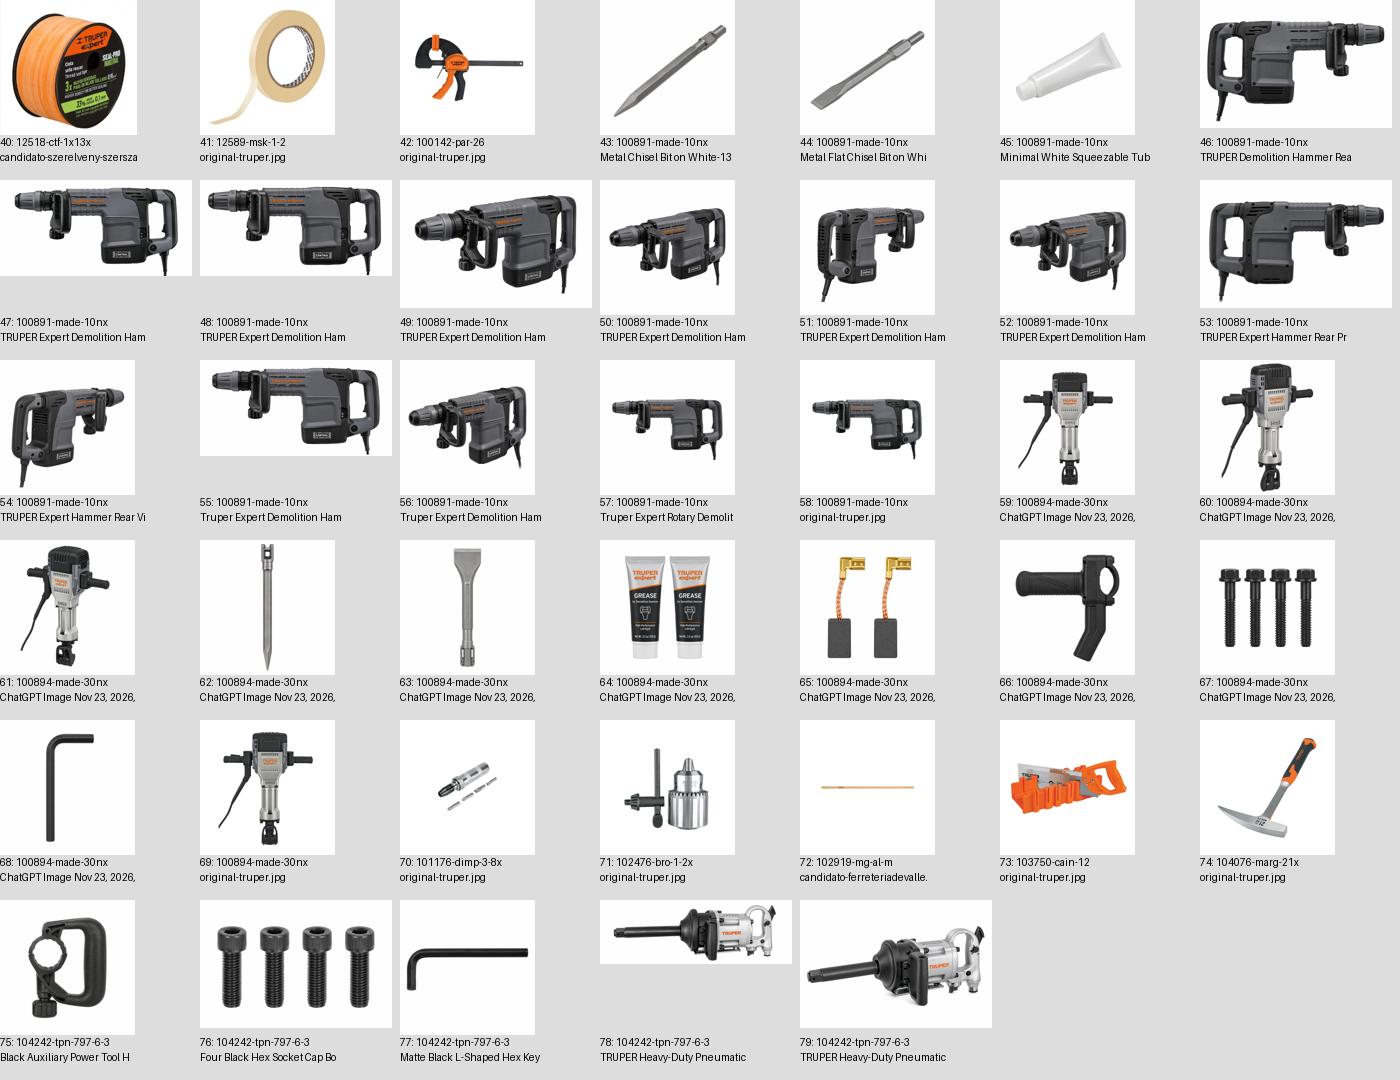 TRUPER
expert
SEAL-PRO
3x
40: 12518-ctf-1x13x
candidato-szerelveny-szersza
41: 12589-msk-1-2
original-truper.jpg
42: 100142-par-26
original-truper.jpg
43: 100891-made-10nx
Metal Chisel Bit on White-13
44: 100891-made-10nx
Metal Flat Chisel Bit on Whi
45: 100891-made-10nx
Minimal White Squeezable Tub
46: 100891-made-10nx
TRUPER Demolition Hammer Rea
47: 100891-made-10nx
TRUPER Expert Demolition Ham
48: 100891-made-10nx
TRUPER Expert Demolition Ham
49: 100891-made-10nx
TRUPER Expert Demolition Ham
50: 100891-made-10nx
TRUPER Expert Demolition Ham
51: 100891-made-10nx
TRUPER Expert Demolition Ham
52: 100891-made-10nx
TRUPER Expert Demolition Ham
53: 100891-made-10nx
TRUPER Expert Hammer Rear Pr
54: 100891-made-10nx
TRUPER Expert Hammer Rear Vi
55: 100891-made-10nx
Truper Expert Demolition Ham
56: 100891-made-10nx
Truper Expert Demolition Ham
57: 100891-made-10nx
Truper Expert Rotary Demolit
58: 100891-made-10nx
original-truper.jpg
59: 100894-made-30nx
ChatGPT Image Nov 23, 2026,
60: 100894-made-30nx
ChatGPT Image Nov 23, 2026,
TRUPER
expert
GREASE
TRUPER
expert
GREASE
61: 100894-made-30nx
ChatGPT Image Nov 23, 2026,
62: 100894-made-30nx
ChatGPT Image Nov 23, 2026,
63: 100894-made-30nx
ChatGPT Image Nov 23, 2026,
64: 100894-made-30nx
ChatGPT Image Nov 23, 2026,
65: 100894-made-30nx
ChatGPT Image Nov 23, 2026,
66: 100894-made-30nx
ChatGPT Image Nov 23, 2026,
67: 100894-made-30nx
ChatGPT Image Nov 23, 2026,
68: 100894-made-30nx
ChatGPT Image Nov 23, 2026,
69: 100894-made-30nx
original-truper.jpg
70: 101176-dimp-3-8x
original-truper.jpg
71: 102476-bro-1-2x
original-truper.jpg
72: 102919-mg-al-m
candidato-ferreteriadevalle.
73: 103750-cain-12
original-truper.jpg
74: 104076-marg-21x
original-truper.jpg
TRUPER
TRUPER
75: 104242-tpn-797-6-3
Black Auxiliary Power Tool H
76: 104242-tpn-797-6-3
Four Black Hex Socket Cap Bo
77: 104242-tpn-797-6-3
Matte Black L-Shaped Hex Key
78: 104242-tpn-797-6-3
TRUPER Heavy-Duty Pneumatic
79: 104242-tpn-797-6-3
TRUPER Heavy-Duty Pneumatic